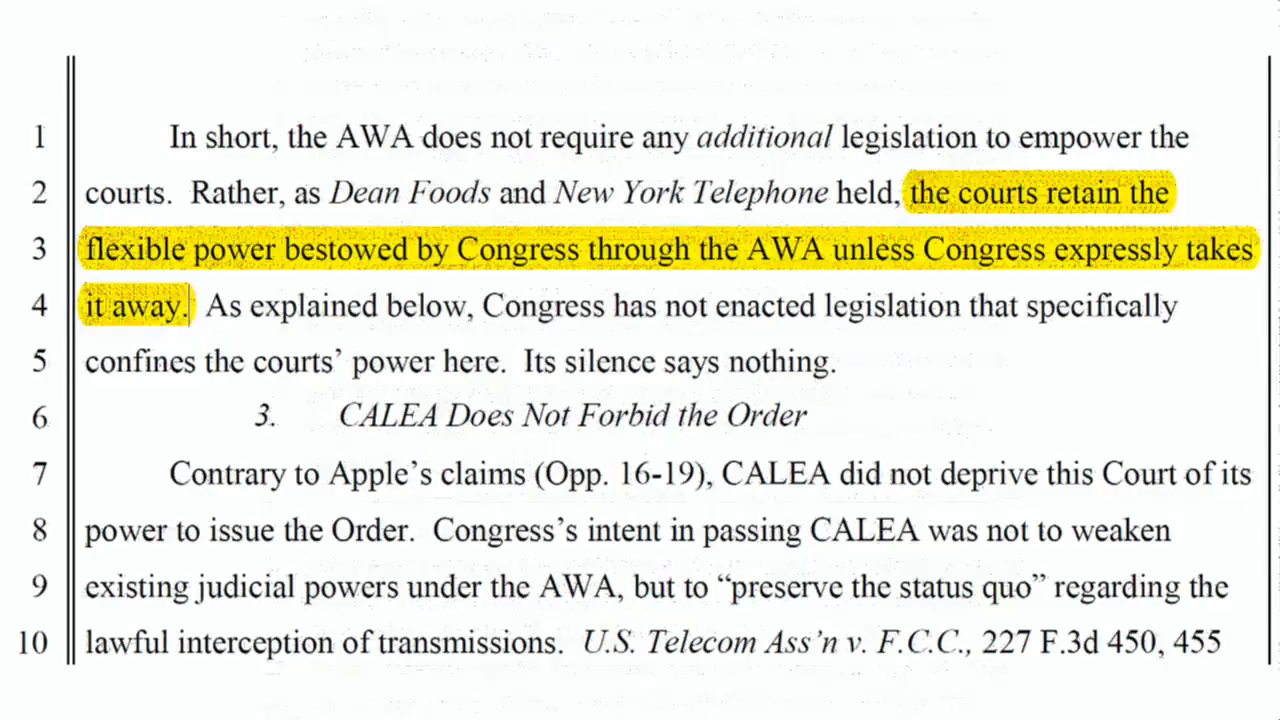 1 In short, the AWA does not require any additional legislation to empower the
2 courts. Rather, as Dean Foods and New York Telephone held, the courts retain the
3 flexible power bestowed by Congress through the AWA unless Congress expressly takes
4 it away. As explained below, Congress has not enacted legislation that specifically
5 confines the courts’ power here. Its silence says nothing.
6 3. CALEA Does Not Forbid the Order
7 Contrary to Apple’s claims (Opp. 16-19), CALEA did not deprive this Court of its
8 power to issue the Order. Congress’s intent in passing CALEA was not to weaken
9 existing judicial powers under the AWA, but to “preserve the status quo” regarding the
10 lawful interception of transmissions. U.S. Telecom Ass’n v. F.C.C., 227 F.3d 450, 455